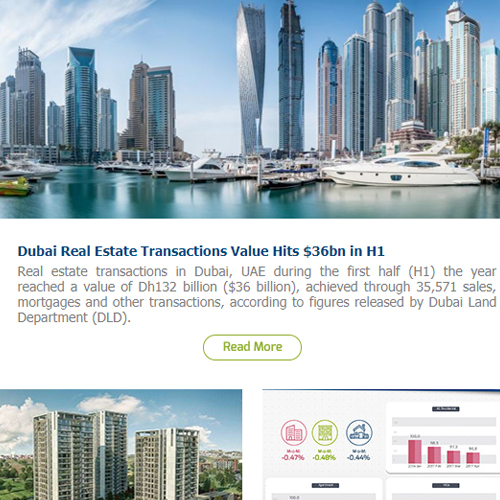 Dubai Real Estate Transactions Value Hits $36bn in H1
Real estate transactions in Dubai, UAE during the first half (H1) the year
reached a value of Dh132 billion ($36 billion), achieved through 35,571 sales,
mortgages and other transactions, according to figures released by Dubai Land
Department (DLD).
Read More
M-o-M M-o-M M-o-M
-0.47% -0.48% -0.44%
100,0